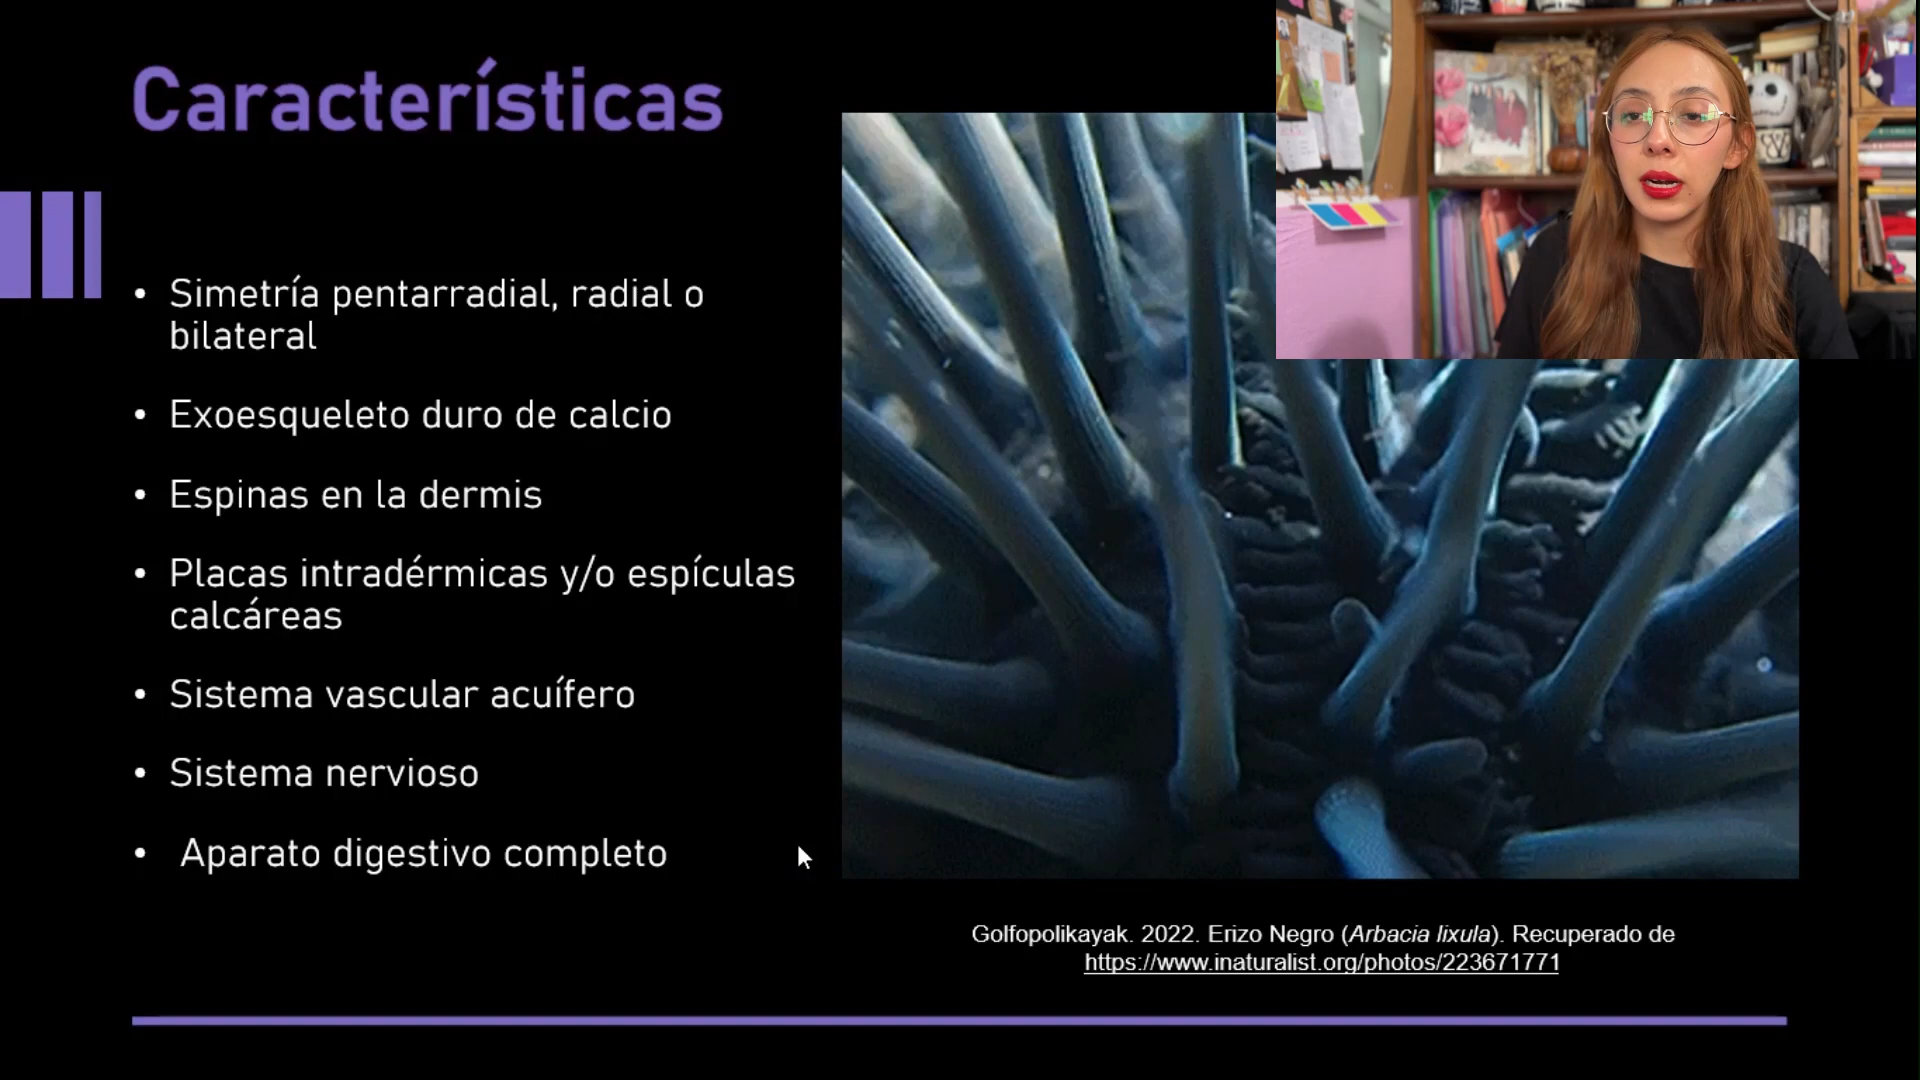 Características
• Simetría pentarradial, radial o
bilateral
• Exoesqueleto duro de calcio
• Espinas en la dermis
• Placas intradérmicas y/o espículas
calcáreas
• Sistema vascular acuífero
• Sistema nervioso
• Aparato digestivo completo
Golfopolikayak. 2022. Erizo Negro (Arbacia lixula). Recuperado de
https://www.inaturalist.org/photos/223671771